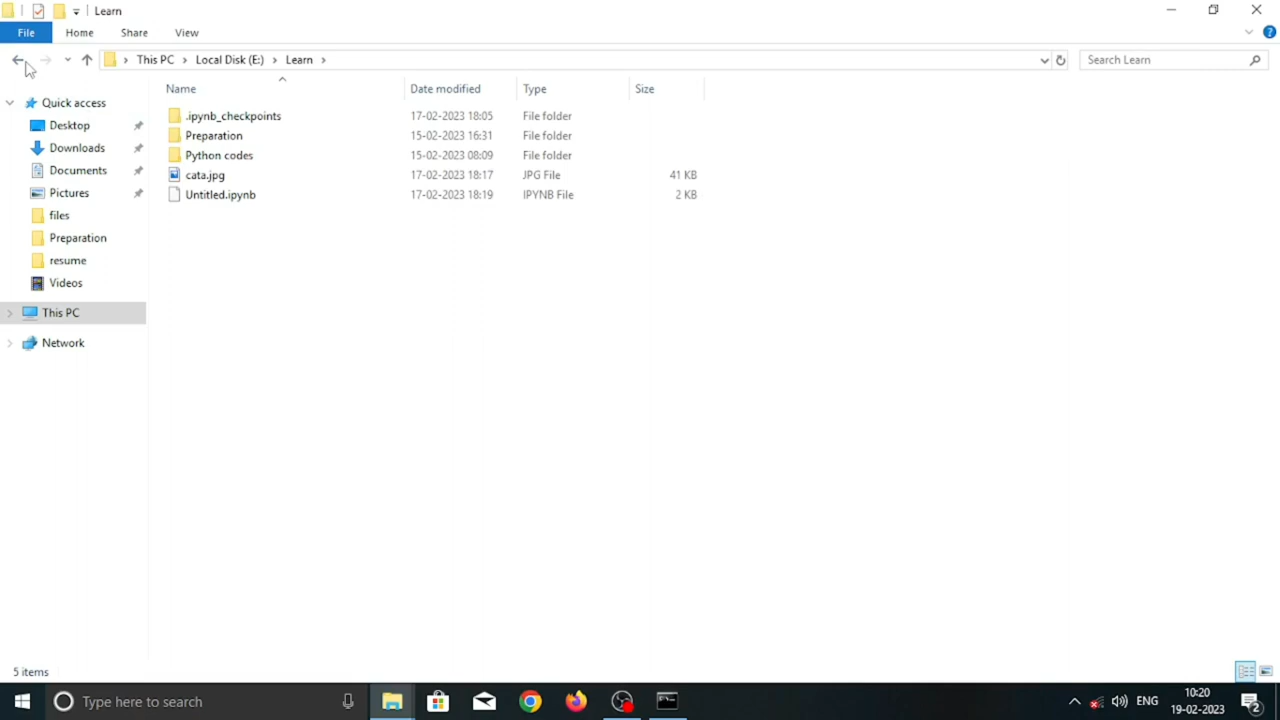 Learn
File Home Share View
This PC Local Disk (E:) Learn Search Learn
Name Date modified Type Size
Quick access
Desktop
Downloads
Documents
Pictures
files
Preparation
resume
Videos
This PC
Network
.ipynb_checkpoints 17-02-2023 18:05 File folder
Preparation 15-02-2023 16:31 File folder
Python codes 15-02-2023 08:09 File folder
cata.jpg 17-02-2023 18:17 JPG File 41 KB
Untitled.ipynb 17-02-2023 18:19 IPYNB File 2 KB
5 items
Type here to search ENG 10:20
19-02-2023 2